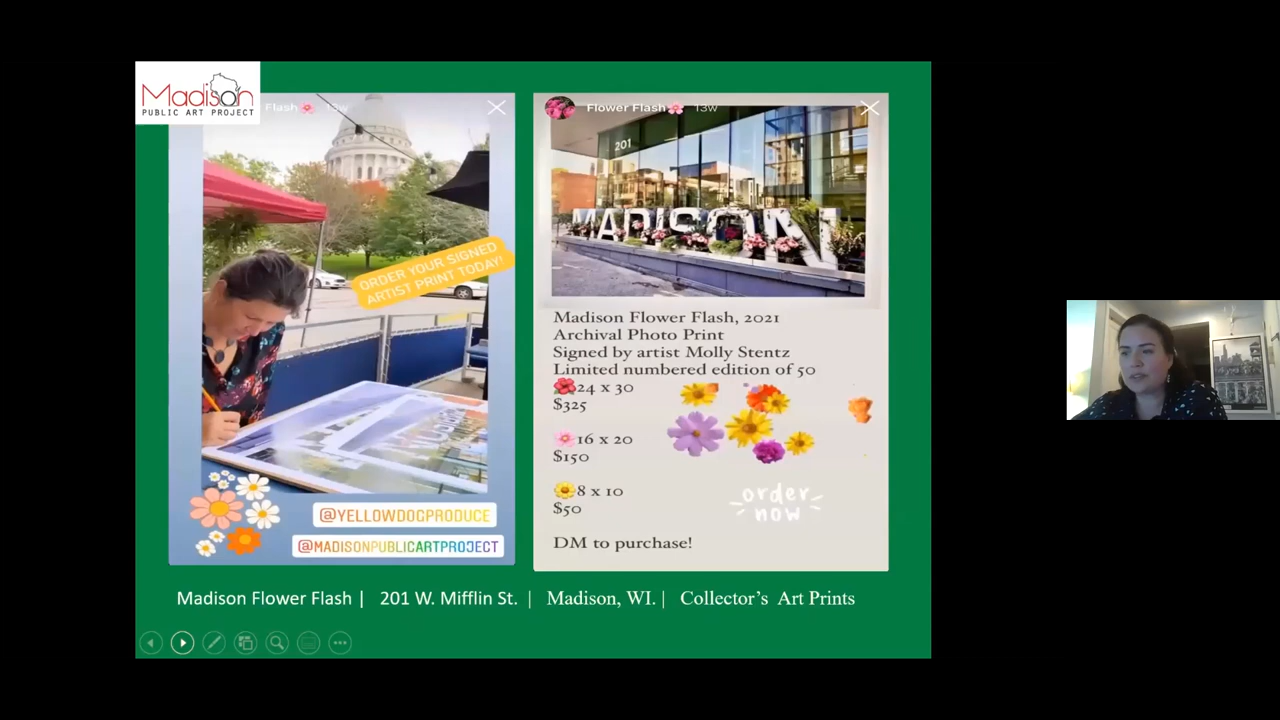 Madison
PUBLIC ART PROJECT
Flash 13w
ORDER YOUR SIGNED
ARTIST PRINT TODAY!
@YELLOWDOGPRODUCE
@MADISONPUBLICARTPROJECT
Flower Flash 13w
201
MADISON
Madison Flower Flash, 2021
Archival Photo Print
Signed by artist Molly Stentz
Limited numbered edition of 50
24 x 30
$325
16 x 20
$150
8 x 10
$50
order
now
DM to purchase!
Madison Flower Flash | 201 W. Mifflin St. | Madison, WI. | Collector's Art Prints